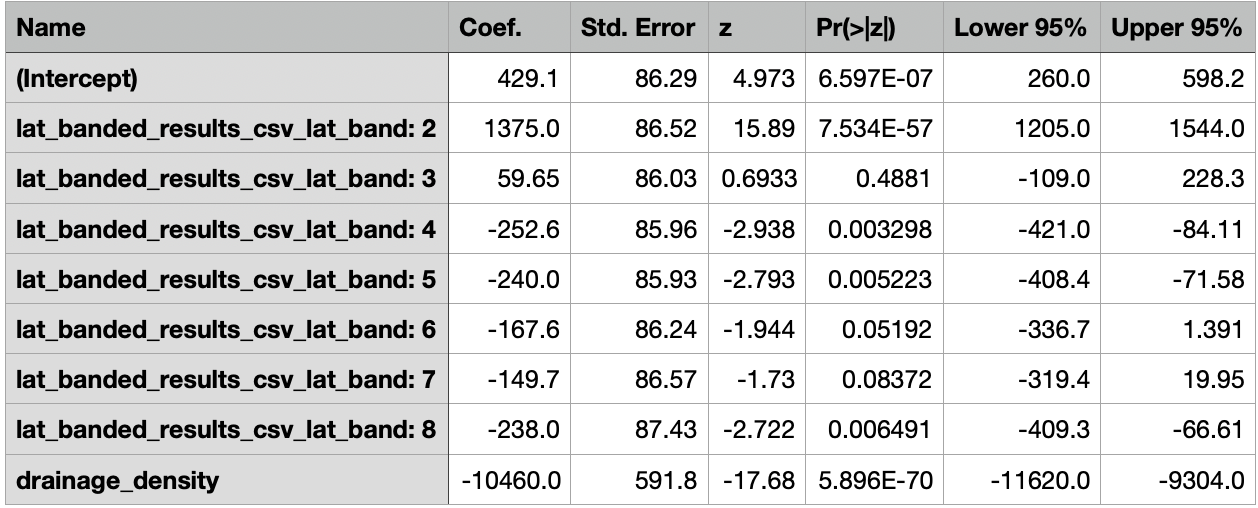 Name Coef. Std. Error z Pr(>|z|) Lower 95% Upper 95%
(Intercept) 429.1 86.29 4.973 6.597E-07 260.0 598.2
lat_banded_results_csv_lat_band: 2 1375.0 86.52 15.89 7.534E-57 1205.0 1544.0
lat_banded_results_csv_lat_band: 3 59.65 86.03 0.6933 0.4881 -109.0 228.3
lat_banded_results_csv_lat_band: 4 -252.6 85.96 -2.938 0.003298 -421.0 -84.11
lat_banded_results_csv_lat_band: 5 -240.0 85.93 -2.793 0.005223 -408.4 -71.58
lat_banded_results_csv_lat_band: 6 -167.6 86.24 -1.944 0.05192 -336.7 1.391
lat_banded_results_csv_lat_band: 7 -149.7 86.57 -1.73 0.08372 -319.4 19.95
lat_banded_results_csv_lat_band: 8 -238.0 87.43 -2.722 0.006491 -409.3 -66.61
drainage_density -10460.0 591.8 -17.68 5.896E-70 -11620.0 -9304.0